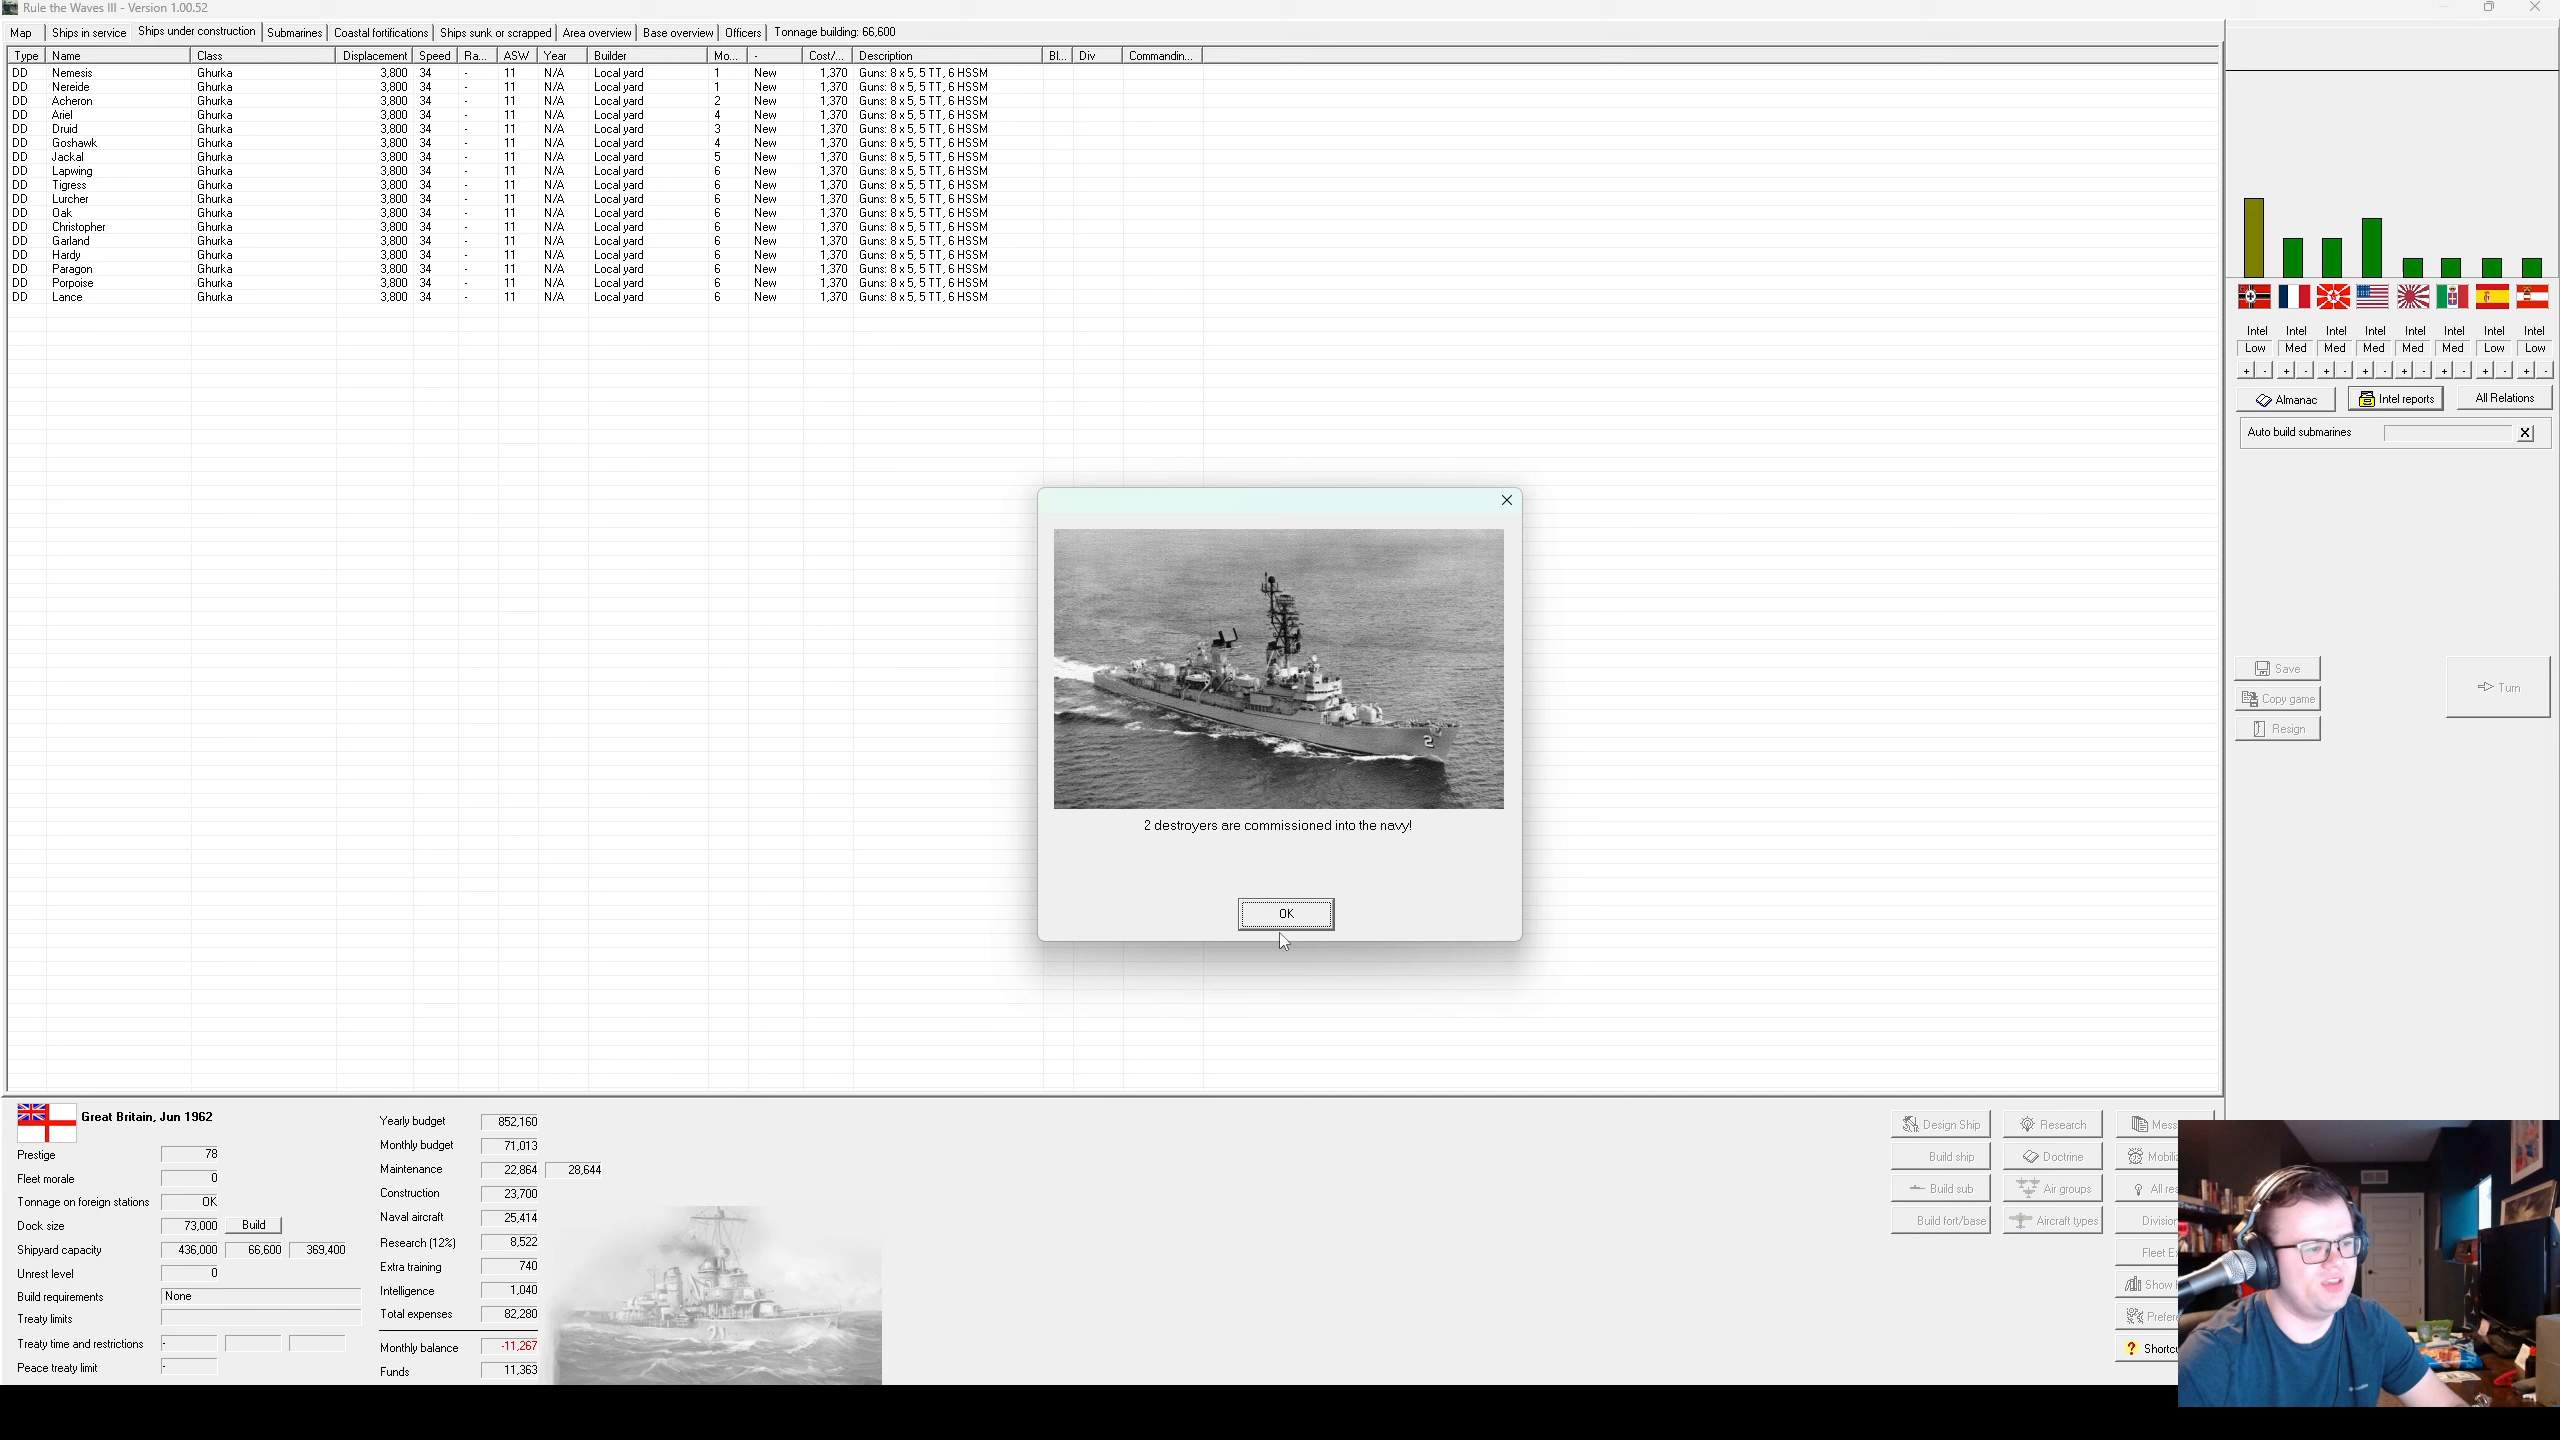 Rule the Waves III - Version 1.00.52
Map Ships in service Ships under construction Submarines Coastal fortifications Ships sunk or scrapped Area overview Base overview Officers Tonnage building: 66,600
Type Name Class Displacement Speed Ra... ASW Year Builder Mo... - Cost/... Description Bl... Div Commandin...
DD Nemesis Ghurka 3,800 34 - 11 N/A Local yard 1 New 1,370 Guns: 8 x 5, 5 TT, 6 HSSM
DD Nereide Ghurka 3,800 34 - 11 N/A Local yard 1 New 1,370 Guns: 8 x 5, 5 TT, 6 HSSM
DD Acheron Ghurka 3,800 34 - 11 N/A Local yard 2 New 1,370 Guns: 8 x 5, 5 TT, 6 HSSM
DD Ariel Ghurka 3,800 34 - 11 N/A Local yard 4 New 1,370 Guns: 8 x 5, 5 TT, 6 HSSM
DD Druid Ghurka 3,800 34 - 11 N/A Local yard 3 New 1,370 Guns: 8 x 5, 5 TT, 6 HSSM
DD Goshawk Ghurka 3,800 34 - 11 N/A Local yard 4 New 1,370 Guns: 8 x 5, 5 TT, 6 HSSM
DD Jackal Ghurka 3,800 34 - 11 N/A Local yard 5 New 1,370 Guns: 8 x 5, 5 TT, 6 HSSM
DD Lapwing Ghurka 3,800 34 - 11 N/A Local yard 6 New 1,370 Guns: 8 x 5, 5 TT, 6 HSSM
DD Tigress Ghurka 3,800 34 - 11 N/A Local yard 6 New 1,370 Guns: 8 x 5, 5 TT, 6 HSSM
DD Lurcher Ghurka 3,800 34 - 11 N/A Local yard 6 New 1,370 Guns: 8 x 5, 5 TT, 6 HSSM
DD Oak Ghurka 3,800 34 - 11 N/A Local yard 6 New 1,370 Guns: 8 x 5, 5 TT, 6 HSSM
DD Christopher Ghurka 3,800 34 - 11 N/A Local yard 6 New 1,370 Guns: 8 x 5, 5 TT, 6 HSSM
DD Garland Ghurka 3,800 34 - 11 N/A Local yard 6 New 1,370 Guns: 8 x 5, 5 TT, 6 HSSM
DD Hardy Ghurka 3,800 34 - 11 N/A Local yard 6 New 1,370 Guns: 8 x 5, 5 TT, 6 HSSM
DD Paragon Ghurka 3,800 34 - 11 N/A Local yard 6 New 1,370 Guns: 8 x 5, 5 TT, 6 HSSM
DD Porpoise Ghurka 3,800 34 - 11 N/A Local yard 6 New 1,370 Guns: 8 x 5, 5 TT, 6 HSSM
DD Lance Ghurka 3,800 34 - 11 N/A Local yard 6 New 1,370 Guns: 8 x 5, 5 TT, 6 HSSM
Intel Intel Intel Intel Intel Intel Intel Intel
Low Med Med Med Med Med Low Low
+ - + - + - + - + - + - + - + -
Almanac Intel reports All Relations
Auto build submarines X
2
2 destroyers are commissioned into the navy!
OK
Save
Copy game
Resign
Turn
Great Britain, Jun 1962
Prestige 78
Fleet morale 0
Tonnage on foreign stations OK
Dock size 73,000 Build
Shipyard capacity 436,000 66,600 369,400
Unrest level 0
Build requirements None
Treaty limits
Treaty time and restrictions -
Peace treaty limit -
Yearly budget 852,160
Monthly budget 71,013
Maintenance 22,864 28,644
Construction 23,700
Naval aircraft 25,414
Research (12%) 8,522
Extra training 740
Intelligence 1,040
Total expenses 82,280
Monthly balance -11,267
Funds 11,363
Design Ship Research Mess
Build ship Doctrine Mobiliz
Build sub Air groups All res
Build fort/base Aircraft types Division
Fleet Ex
Show
Prefere
? Shortcu